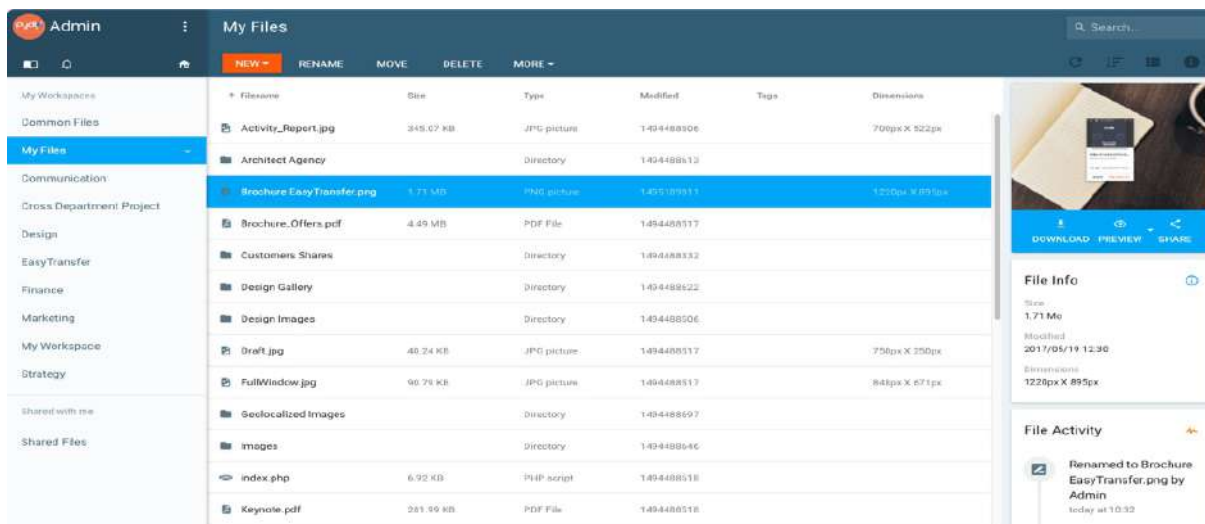 pydio Admin
My Files
Search...
NEW
RENAME
MOVE
DELETE
MORE
My Workspaces
Common Files
My Files
Communication
Cross Department Project
Design
EasyTransfer
Finance
Marketing
My Workspace
Strategy
Shared with me
Shared Files
Filename Size Type Modified Tags Dimensions
Activity_Report.jpg 345.07 KB JPG picture 1494488506 700px X 522px
Architect Agency Directory
Brochure EasyTransfer.png 1.71 MB PNG picture 1220px X 895px
Brochure_Offers.pdf 4.49 MB PDF File 1494488517
Customers Shares Directory
Design Gallery Directory 1494488622
Design Images Directory 1494488506
Draft.jpg 40.24 KB JPG picture 1494488517 750px X 250px
FullWindow.jpg 90.79 KB JPG picture 1494488517 848px X 671px
Geolocalized Images Directory 1494488697
Images Directory 1494488646
index.php 6.92 KB PHP script 1494488518
Keynote.pdf 281.99 KB PDF File 1494488518
DOWNLOAD PREVIEW SHARE
File Info
Size
1.71 Mo
Modified
2017/05/19 12:30
Dimensions
1220px X 895px
File Activity
Renamed to Brochure
EasyTransfer.png by
Admin
today at 10:32